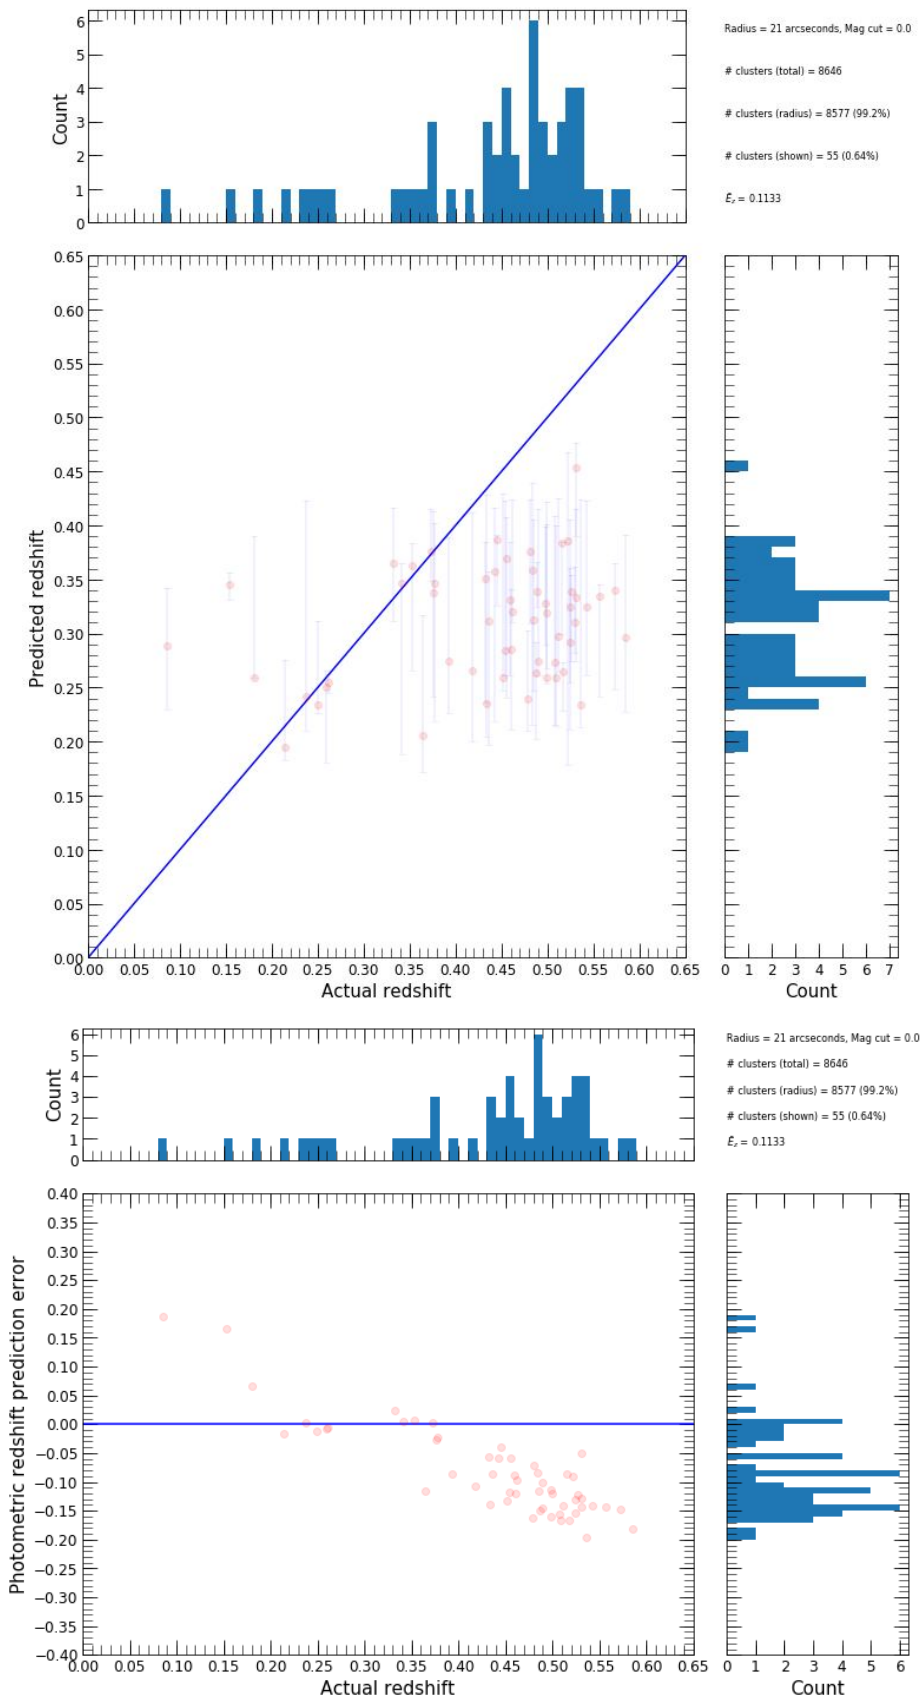 6
5
4
3
2
1
0
Count
Radius = 21 arcseconds, Mag cut = 0.0
# clusters (total) = 8646
# clusters (radius) = 8577 (99.2%)
# clusters (shown) = 55 (0.64%)
Ē_z = 0.1133
0.65
0.60
0.55
0.50
0.45
0.40
0.35
0.30
0.25
0.20
0.15
0.10
0.05
0.00
Predicted redshift
0.00 0.05 0.10 0.15 0.20 0.25 0.30 0.35 0.40 0.45 0.50 0.55 0.60 0.65
Actual redshift
0 1 2 3 4 5 6 7
Count
6
5
4
3
2
1
0
Count
Radius = 21 arcseconds, Mag cut = 0.0
# clusters (total) = 8646
# clusters (radius) = 8577 (99.2%)
# clusters (shown) = 55 (0.64%)
Ē_z = 0.1133
0.40
0.35
0.30
0.25
0.20
0.15
0.10
0.05
0.00
−0.05
−0.10
−0.15
−0.20
−0.25
−0.30
−0.35
−0.40
Photometric redshift prediction error
0.00 0.05 0.10 0.15 0.20 0.25 0.30 0.35 0.40 0.45 0.50 0.55 0.60 0.65
Actual redshift
0 1 2 3 4 5 6
Count